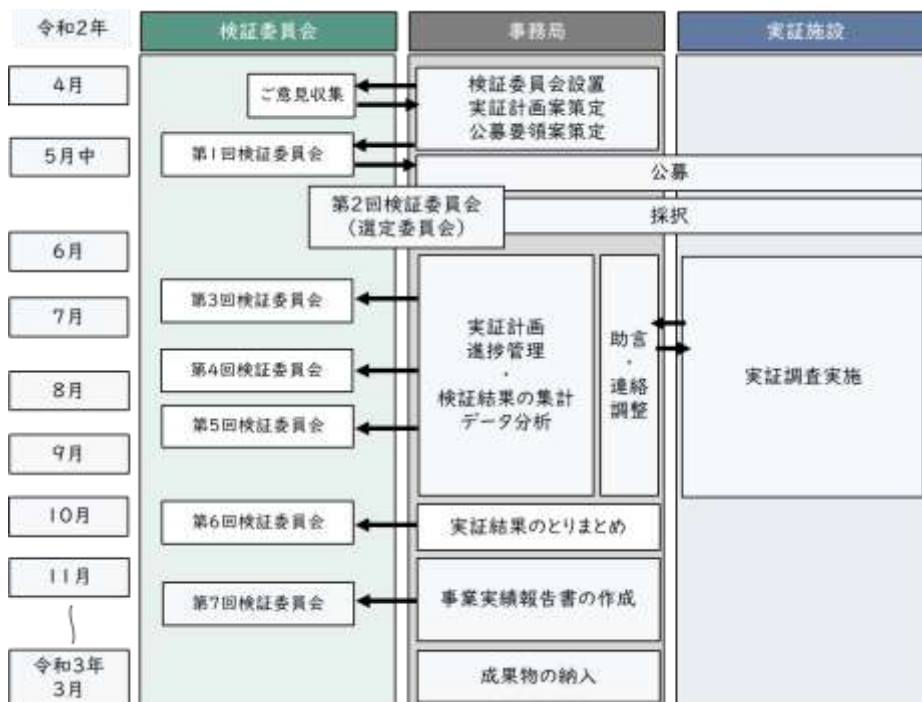 令和2年
検証委員会
事務局
実証施設
4月
ご意見収集
検証委員会設置
実証計画案策定
公募要領案策定
5月中
第1回検証委員会
公募
第2回検証委員会
(選定委員会)
採択
6月
第3回検証委員会
7月
実証計画
進捗管理
・
検証結果の集計
データ分析
助言
・
連絡
調整
実証調査実施
第4回検証委員会
8月
第5回検証委員会
9月
10月
第6回検証委員会
実証結果のとりまとめ
11月
第7回検証委員会
事業実績報告書の作成
令和3年
3月
成果物の納入